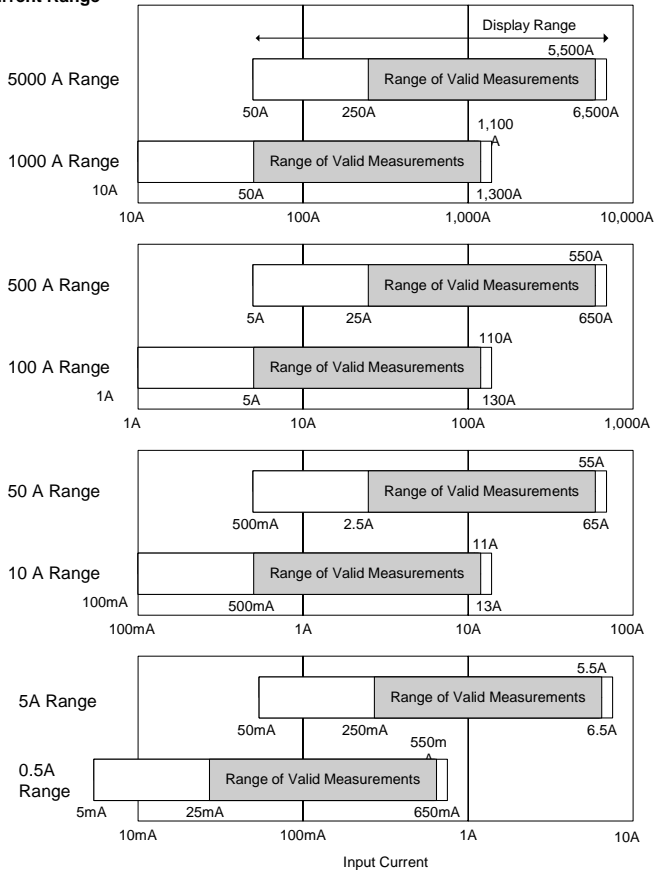 urrent Range
Display Range
5,500A
5000 A Range
Range of Valid Measurements
50A 250A 6,500A
1,100
A
1000 A Range
Range of Valid Measurements
10A
50A 1,300A
10A 100A 1,000A 10,000A
550A
500 A Range
Range of Valid Measurements
5A 25A 650A
110A
100 A Range
Range of Valid Measurements
1A
5A 130A
1A 10A 100A 1,000A
55A
50 A Range
Range of Valid Measurements
500mA 2.5A 65A
11A
10 A Range
Range of Valid Measurements
100mA
500mA 13A
100mA 1A 10A 100A
5.5A
5A Range
Range of Valid Measurements
50mA 250mA 6.5A
550m
A
0.5A
Range
Range of Valid Measurements
5mA 25mA 650mA
10mA 100mA 1A 10A
Input Current